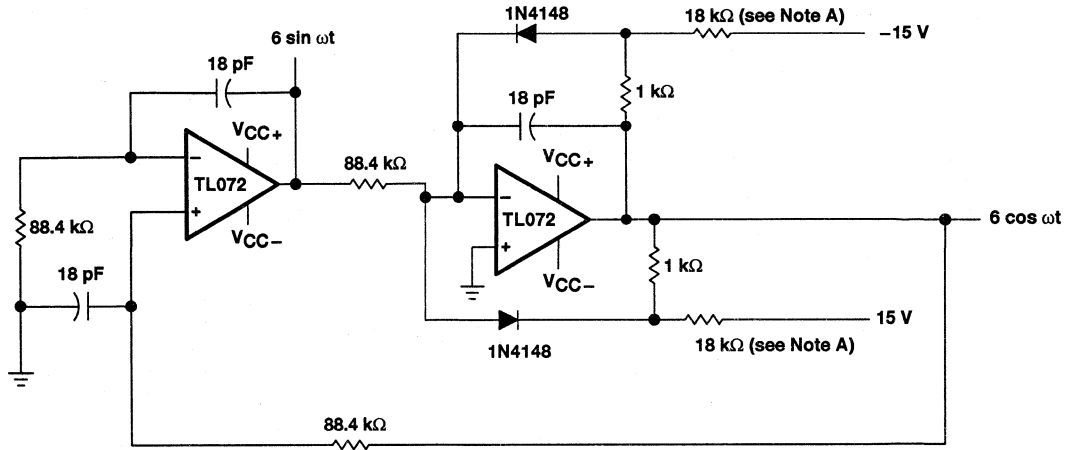 1N4148
18 kΩ (see Note A)
−15 V
6 sin ωt
18 pF
1 kΩ
18 pF
VCC+
88.4 kΩ
VCC+
−
TL072
+
VCC−
−
TL072
+
VCC−
6 cos ωt
88.4 kΩ
18 pF
1 kΩ
15 V
1N4148
18 kΩ (see Note A)
88.4 kΩ